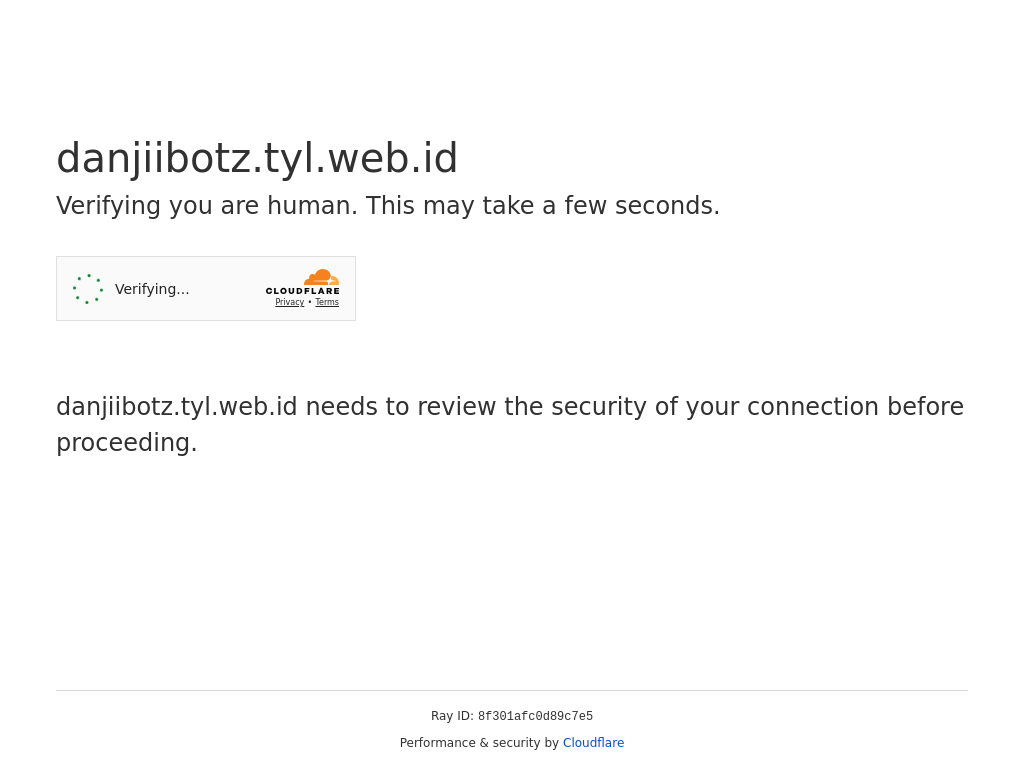 danjiibotz.tyl.web.id
Verifying you are human. This may take a few seconds.
Verifying...
CLOUDFLARE
Privacy • Terms
danjiibotz.tyl.web.id needs to review the security of your connection before
proceeding.
Ray ID: 8f301afc0d89c7e5
Performance & security by Cloudflare